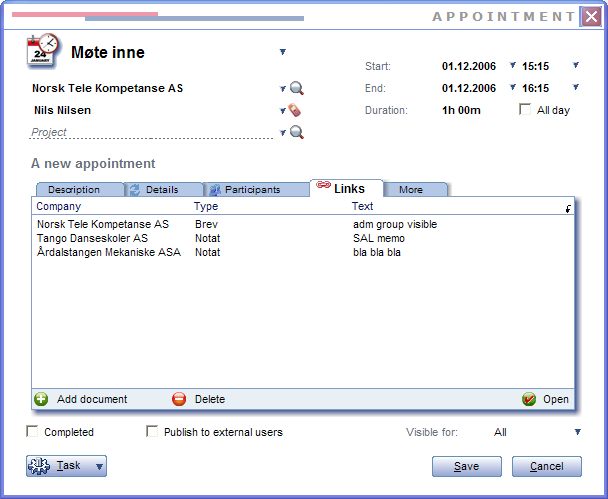 APPOINTMENT
24
JANUARY
Møte inne
Start: 01.12.2006 15:15
Norsk Tele Kompetanse AS
End: 01.12.2006 16:15
Nils Nilsen
Duration: 1h 00m All day
Project
A new appointment
Description Details Participants Links More
Company Type Text
Norsk Tele Kompetanse AS Brev adm group visible
Tango Danseskoler AS Notat SAL memo
Årdalstangen Mekaniske ASA Notat bla bla bla
Add document Delete Open
Completed Publish to external users Visible for: All
Task Save Cancel